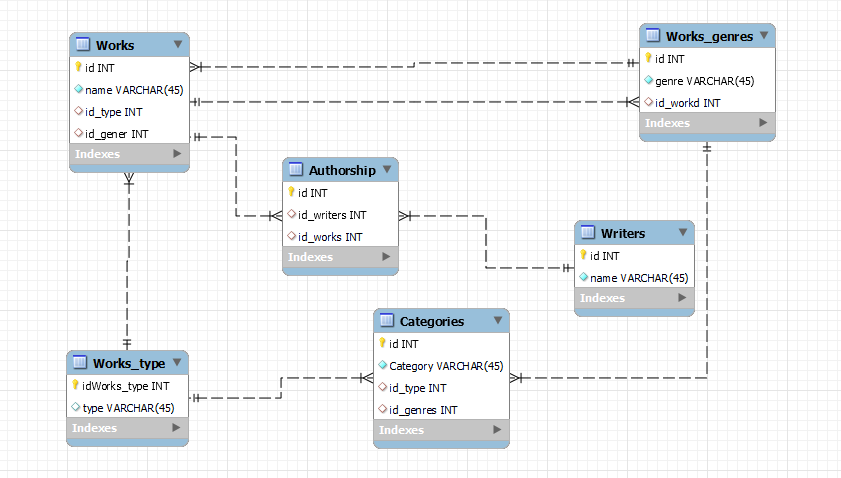 Works
id INT
name VARCHAR(45)
id_type INT
id_gener INT
Indexes
Works_genres
id INT
genre VARCHAR(45)
id_workd INT
Indexes
Authorship
id INT
id_writers INT
id_works INT
Indexes
Writers
id INT
name VARCHAR(45)
Indexes
Categories
id INT
Category VARCHAR(45)
id_type INT
id_genres INT
Indexes
Works_type
idWorks_type INT
type VARCHAR(45)
Indexes